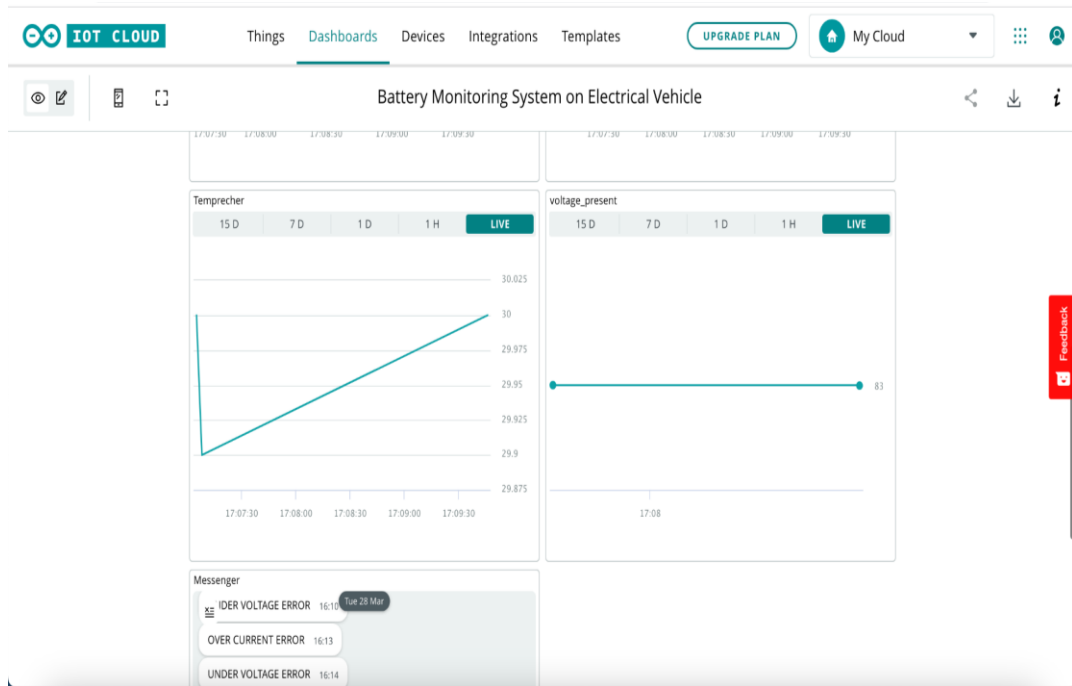 IOT CLOUD Things Dashboards Devices Integrations Templates UPGRADE PLAN My Cloud
Battery Monitoring System on Electrical Vehicle i
17:07:30 17:08:00 17:08:30 17:09:00 17:09:30
17:07:30 17:08:00 17:08:30 17:09:00 17:09:30
Temprecher
15 D 7 D 1 D 1 H LIVE
30.025
30
29.975
29.95
29.925
29.9
29.875
17:07:30 17:08:00 17:08:30 17:09:00 17:09:30
voltage_present
15 D 7 D 1 D 1 H LIVE
83
17:08
Feedback
Messenger
Tue 28 Mar
IDER VOLTAGE ERROR 16:10
OVER CURRENT ERROR 16:13
UNDER VOLTAGE ERROR 16:14